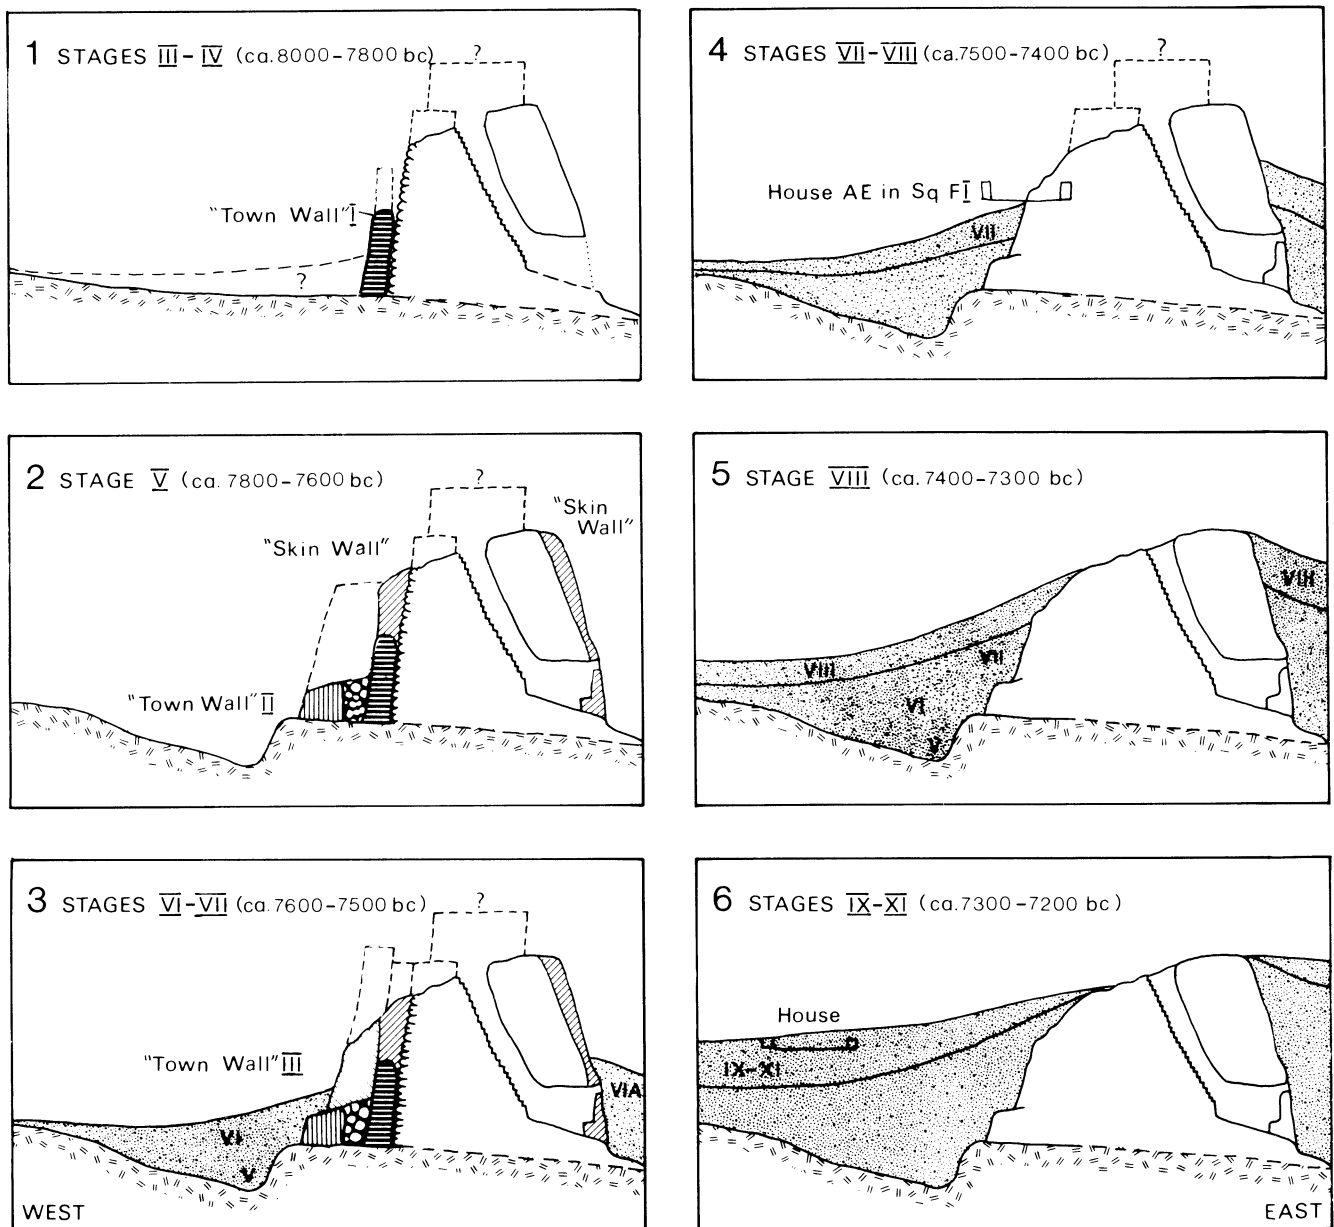 1 STAGES III-IV (ca.8000-7800 bc)
?
"Town Wall" I
?
2 STAGE V (ca. 7800-7600 bc)
?
"Skin Wall"
"Skin Wall"
"Town Wall" II
3 STAGES VI-VII (ca.7600-7500 bc)
?
"Town Wall" III
VIA
VI
V
WEST
4 STAGES VII-VIII (ca.7500-7400 bc)
?
House AE in Sq FI
VII
5 STAGE VIII (ca.7400-7300 bc)
VIII
VIII
VII
VI
V
6 STAGES IX-XI (ca.7300-7200 bc)
House
IX-XI
EAST